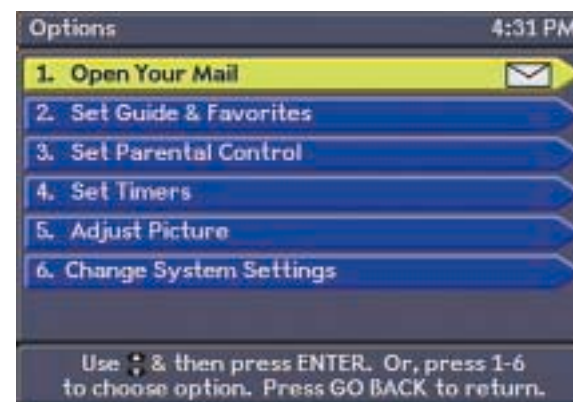 Options 4:31 PM
1. Open Your Mail
2. Set Guide & Favorites
3. Set Parental Control
4. Set Timers
5. Adjust Picture
6. Change System Settings
Use & then press ENTER. Or, press 1-6
to choose option. Press GO BACK to return.